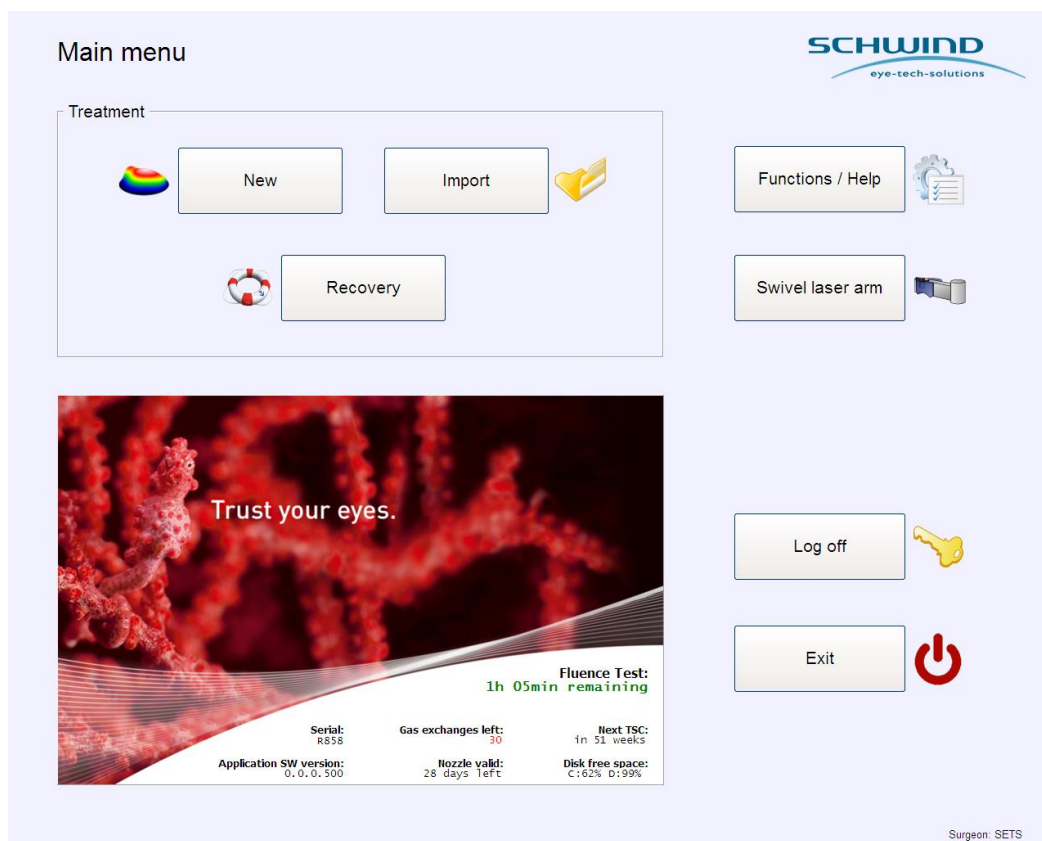 Main menu
SCHWIND
eye-tech-solutions
Treatment
New
Import
Functions / Help
Recovery
Swivel laser arm
Trust your eyes.
Log off
Exit
Fluence Test:
1h 05min remaining
Serial:
R858
Gas exchanges left:
30
Next TSC:
in 51 weeks
Application SW version:
0.0.0.500
Nozzle valid:
28 days left
Disk free space:
C:62% D:99%
Surgeon: SETS